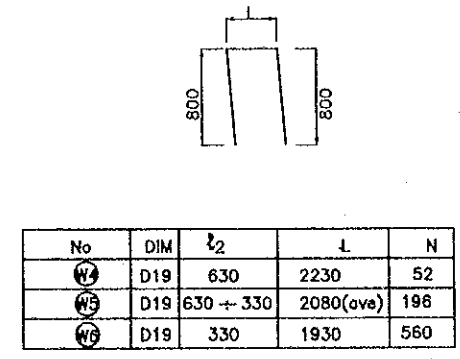 l
800
800
No DIM ℓ2 L N
W4 D19 630 2230 52
W5 D19 630 ÷ 330 2080(ave) 196
W6 D19 330 1930 560